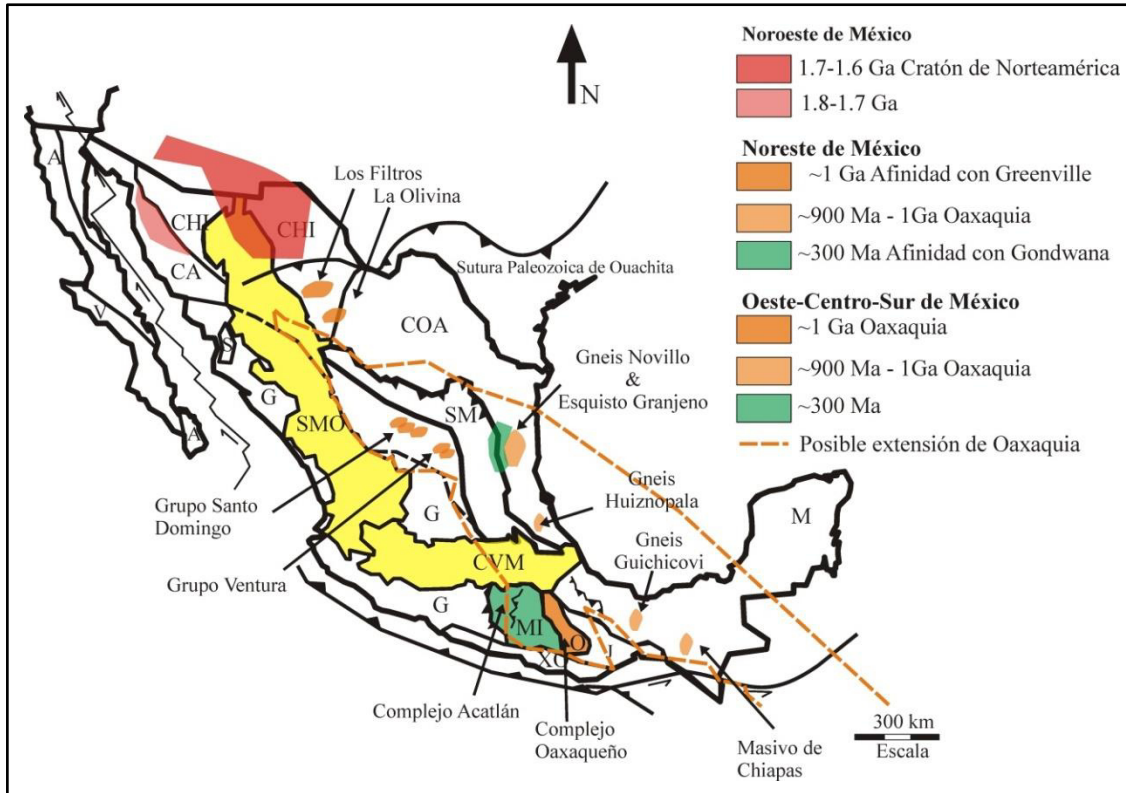 Noroeste de México
1.7-1.6 Ga Cratón de Norteamérica
1.8-1.7 Ga
Noreste de México
~1 Ga Afinidad con Greenville
~900 Ma - 1Ga Oaxaquia
~300 Ma Afinidad con Gondwana
Oeste-Centro-Sur de México
~1 Ga Oaxaquia
~900 Ma - 1Ga Oaxaquia
~300 Ma
Posible extensión de Oaxaquia
N
A
Los Filtros
La Olivina
CHI
CHI
CA
Sutura Paleozoica de Ouachita
V
COA
S
Gneis Novillo
&
Esquisto Granjeno
G
SM
SMO
A
Gneis
Huiznopala
Grupo Santo
Domingo
G
M
Gneis
Guichicovi
Grupo Ventura
CVM
G
MI
O
J
XO
Complejo Acatlán
Complejo
Oaxaqueño
Masivo de
Chiapas
300 km
Escala